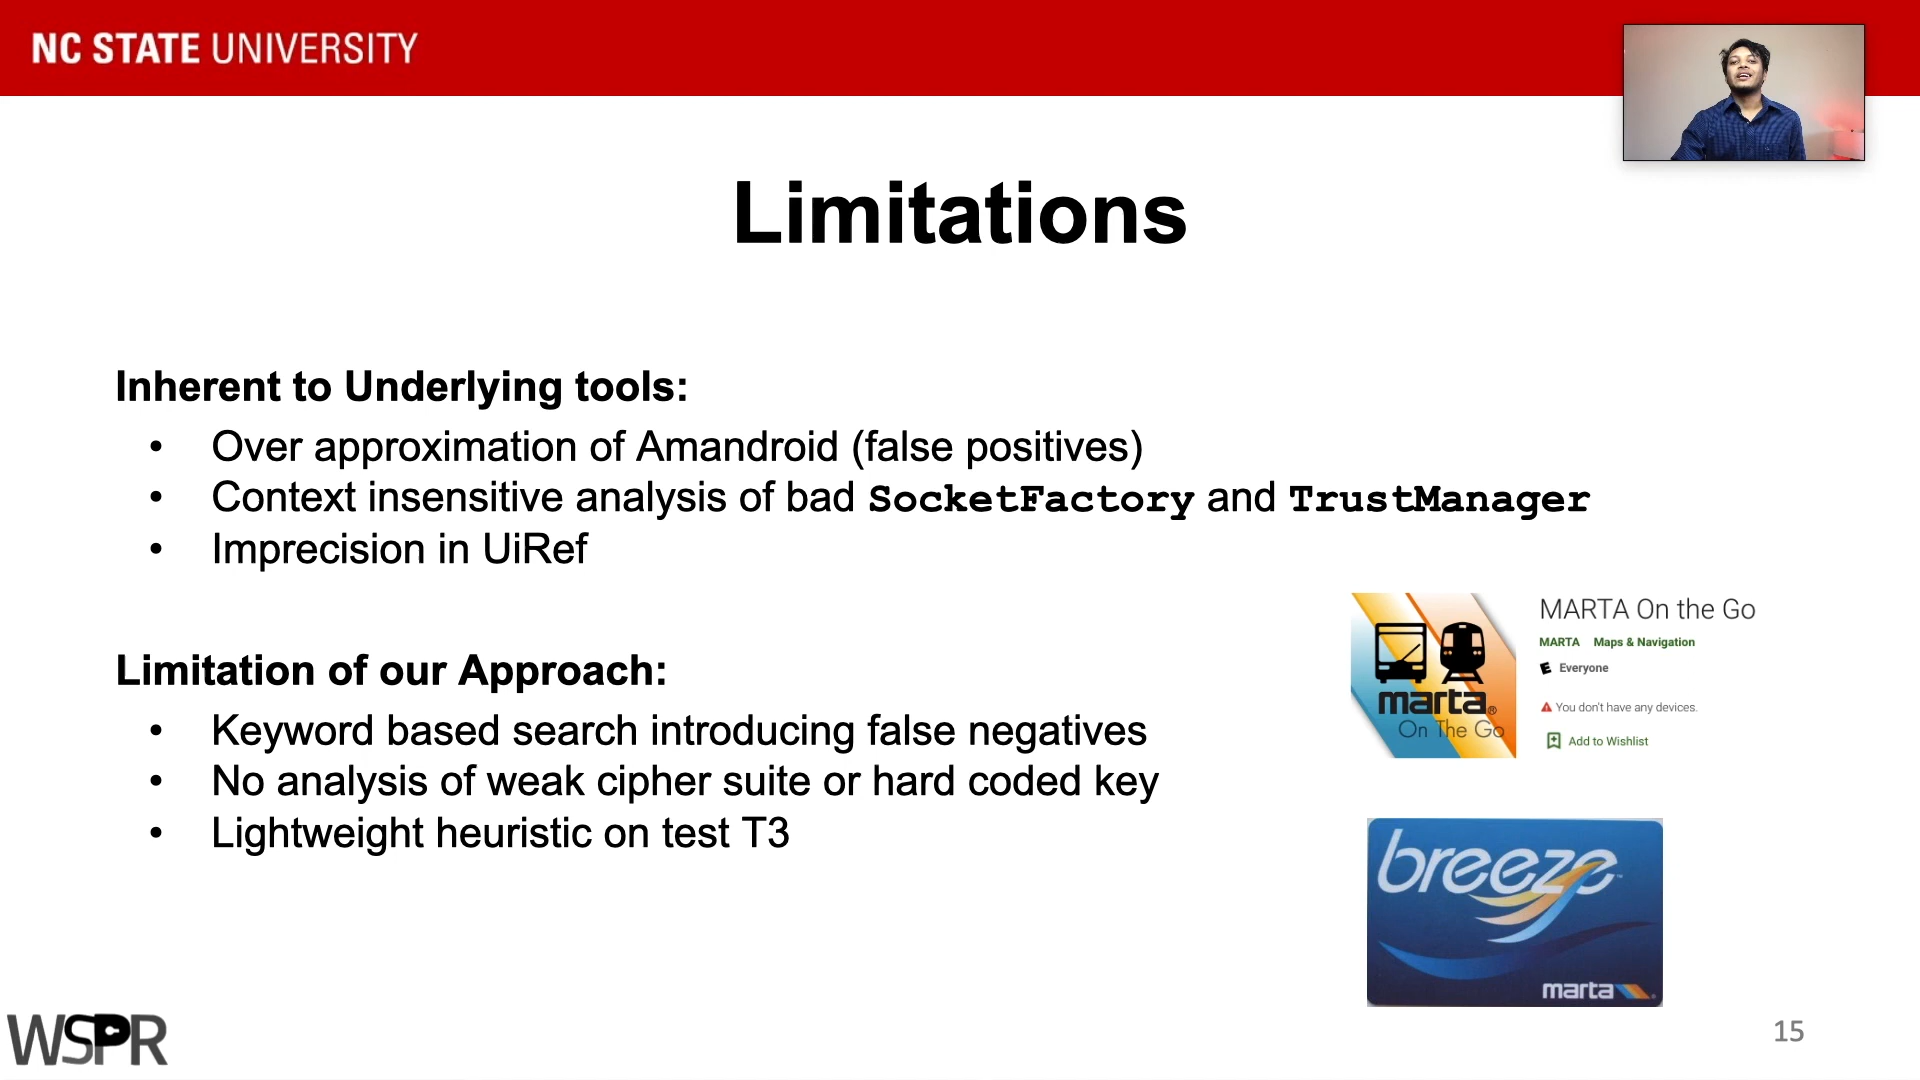 NC STATE UNIVERSITY
Limitations
Inherent to Underlying tools:
• Over approximation of Amandroid (false positives)
• Context insensitive analysis of bad SocketFactory and TrustManager
• Imprecision in UiRef
Limitation of our Approach:
• Keyword based search introducing false negatives
• No analysis of weak cipher suite or hard coded key
• Lightweight heuristic on test T3
marta®
On The Go
MARTA On the Go
MARTA Maps & Navigation
E Everyone
You don't have any devices.
Add to Wishlist
breeze™
marta®
WSPR
15